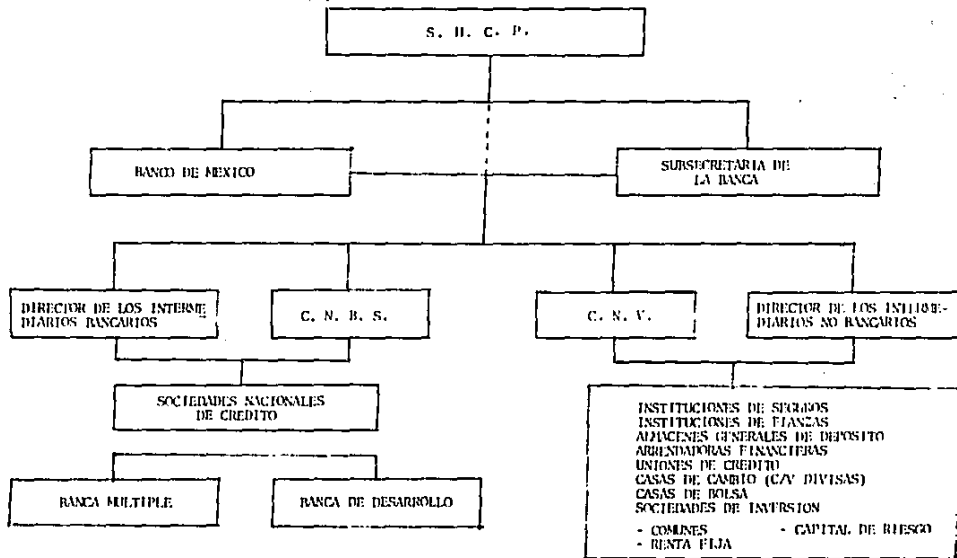 S. H. C. P.
BANCO DE MEXICO
SUBSECRETARIA DE
LA BANCA
DIRECTOR DE LOS INTERME
DIARIOS BANCARIOS
C. N. B. S.
C. N. V.
DIRECTOR DE LOS INTERME-
DIARIOS NO BANCARIOS
SOCIEDADES NACIONALES
DE CREDITO
BANCA MULTIPLE
BANCA DE DESARROLLO
INSTITUCIONES DE SEGUROS
INSTITUCIONES DE FIANZAS
ALMACENES GENERALES DE DEPOSITO
ARRENDADORAS FINANCIERAS
UNIONES DE CREDITO
CASAS DE CAMBIO (C/V DIVISAS)
CASAS DE BOLSA
SOCIEDADES DE INVERSION
- COMUNES - CAPITAL DE RIESGO
- RENTA FIJA